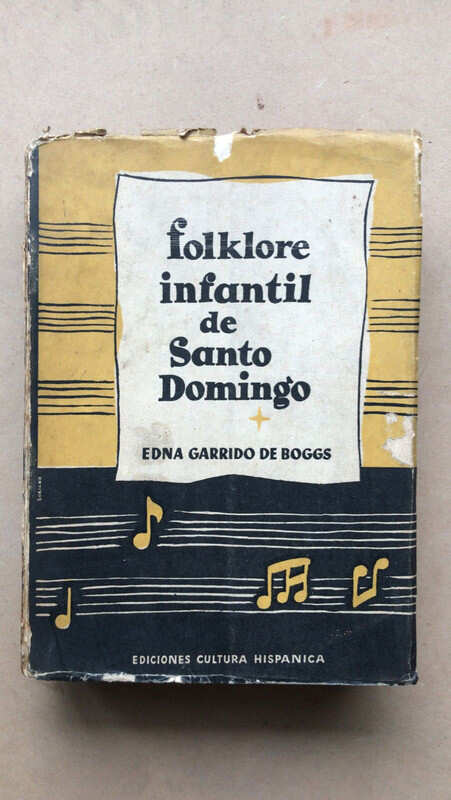 folklore
infantil
de
Santo
Domingo
EDNA GARRIDO DE BOGGS
EDICIONES CULTURA HISPANICA